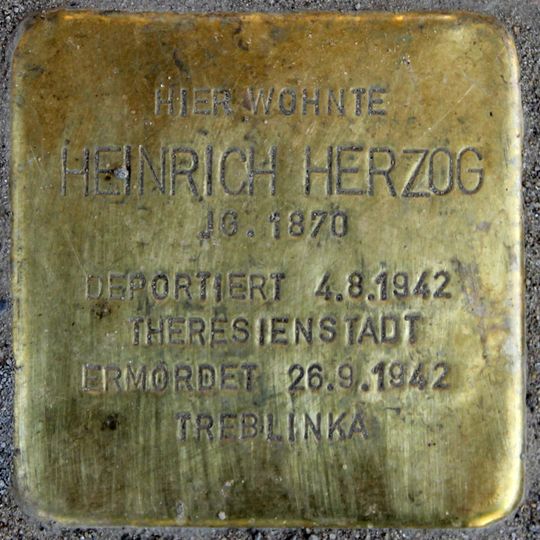 HIER WOHNTE
HEINRICH HERZOG
JG. 1870
DEPORTIERT 4.8.1942
THERESIENSTADT
ERMORDET 26.9.1942
TREBLINKA